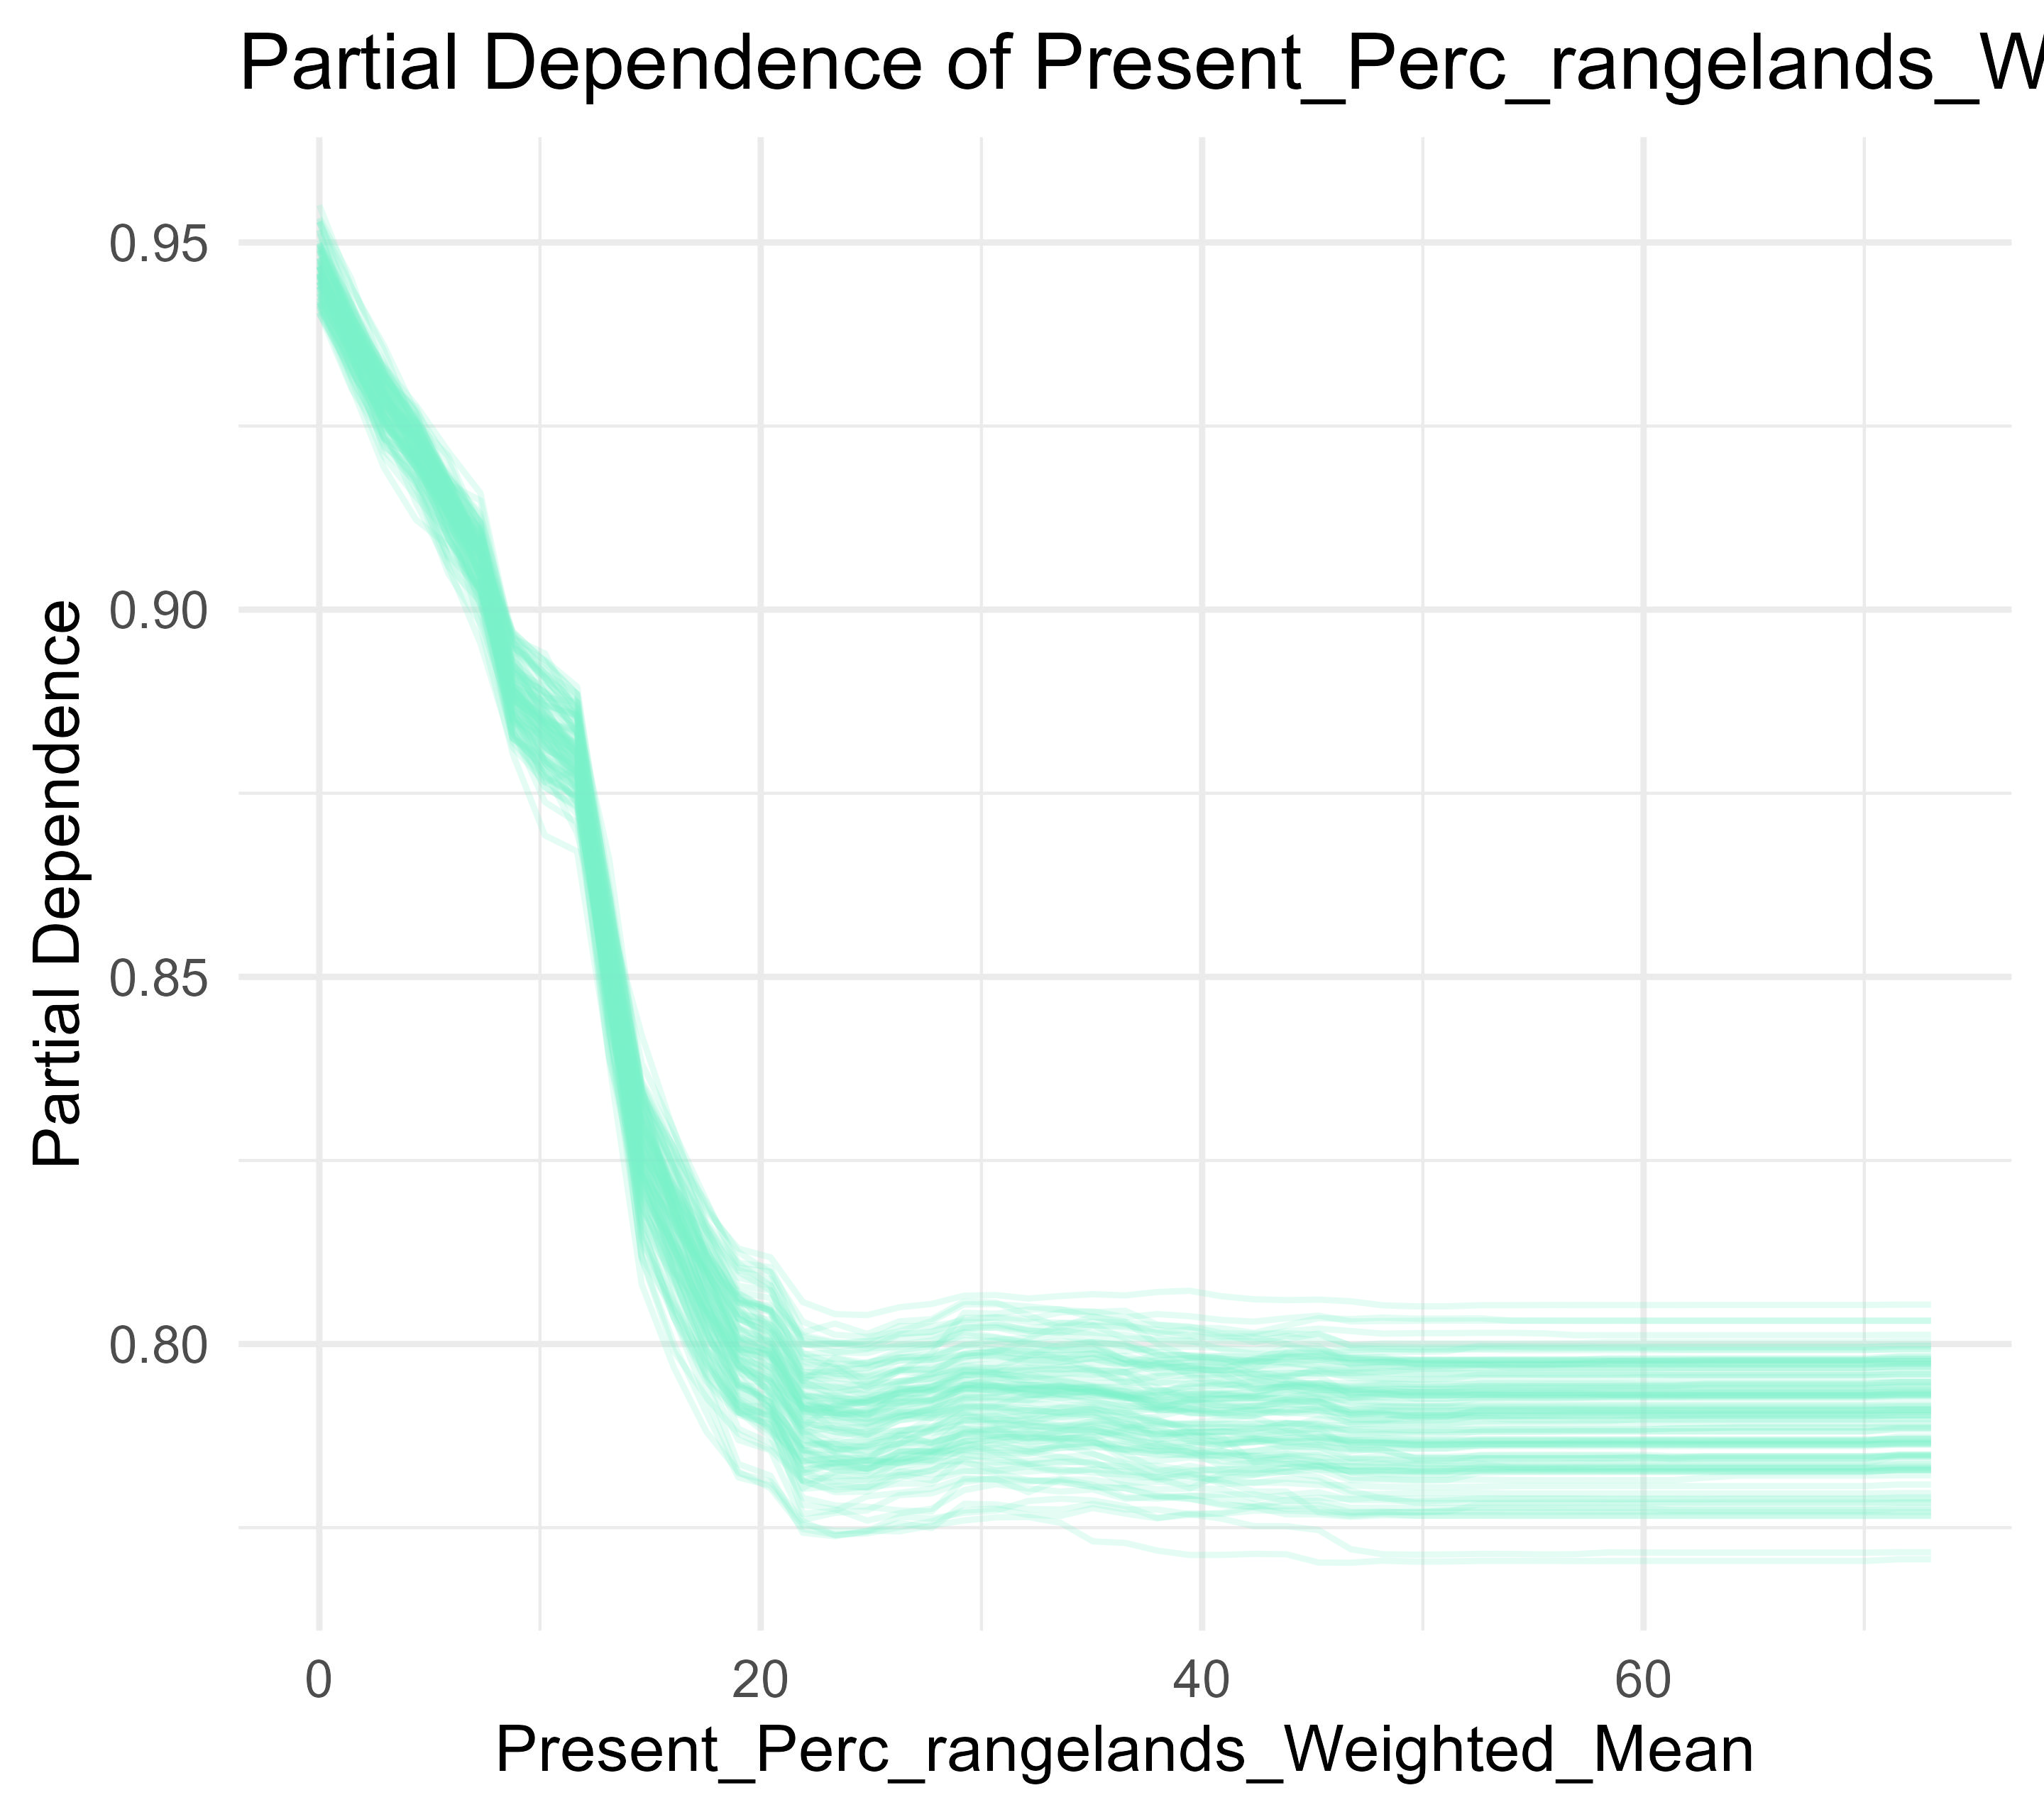 Partial Dependence of Present_Perc_rangelands_W
0.95
0.90
0.85
0.80
Partial Dependence
0 20 40 60
Present_Perc_rangelands_Weighted_Mean